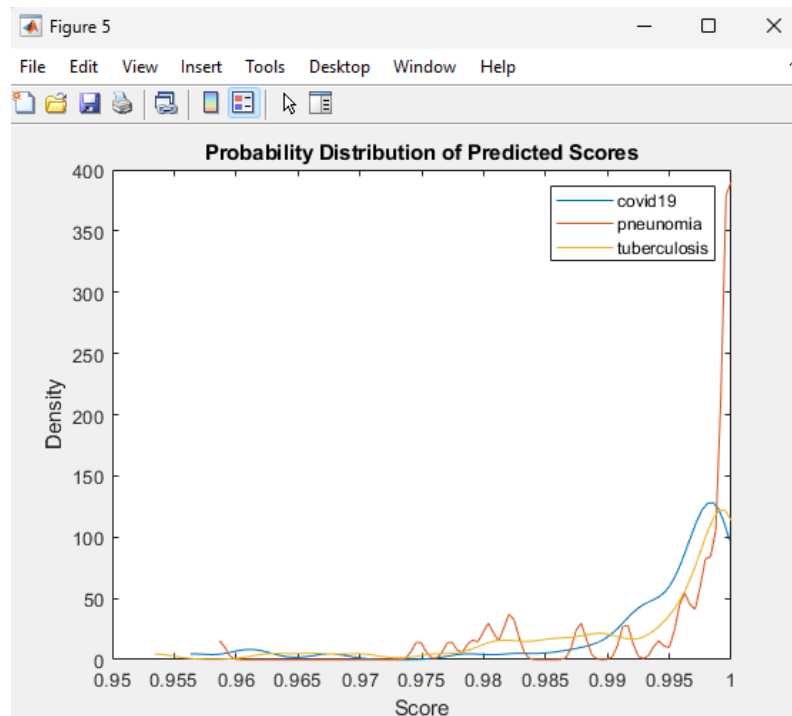 Figure 5
File Edit View Insert Tools Desktop Window Help
Probability Distribution of Predicted Scores
400
350
300
250
200
150
100
50
0
Density
covid19
pneunomia
tuberculosis
0.95 0.955 0.96 0.965 0.97 0.975 0.98 0.985 0.99 0.995 1
Score